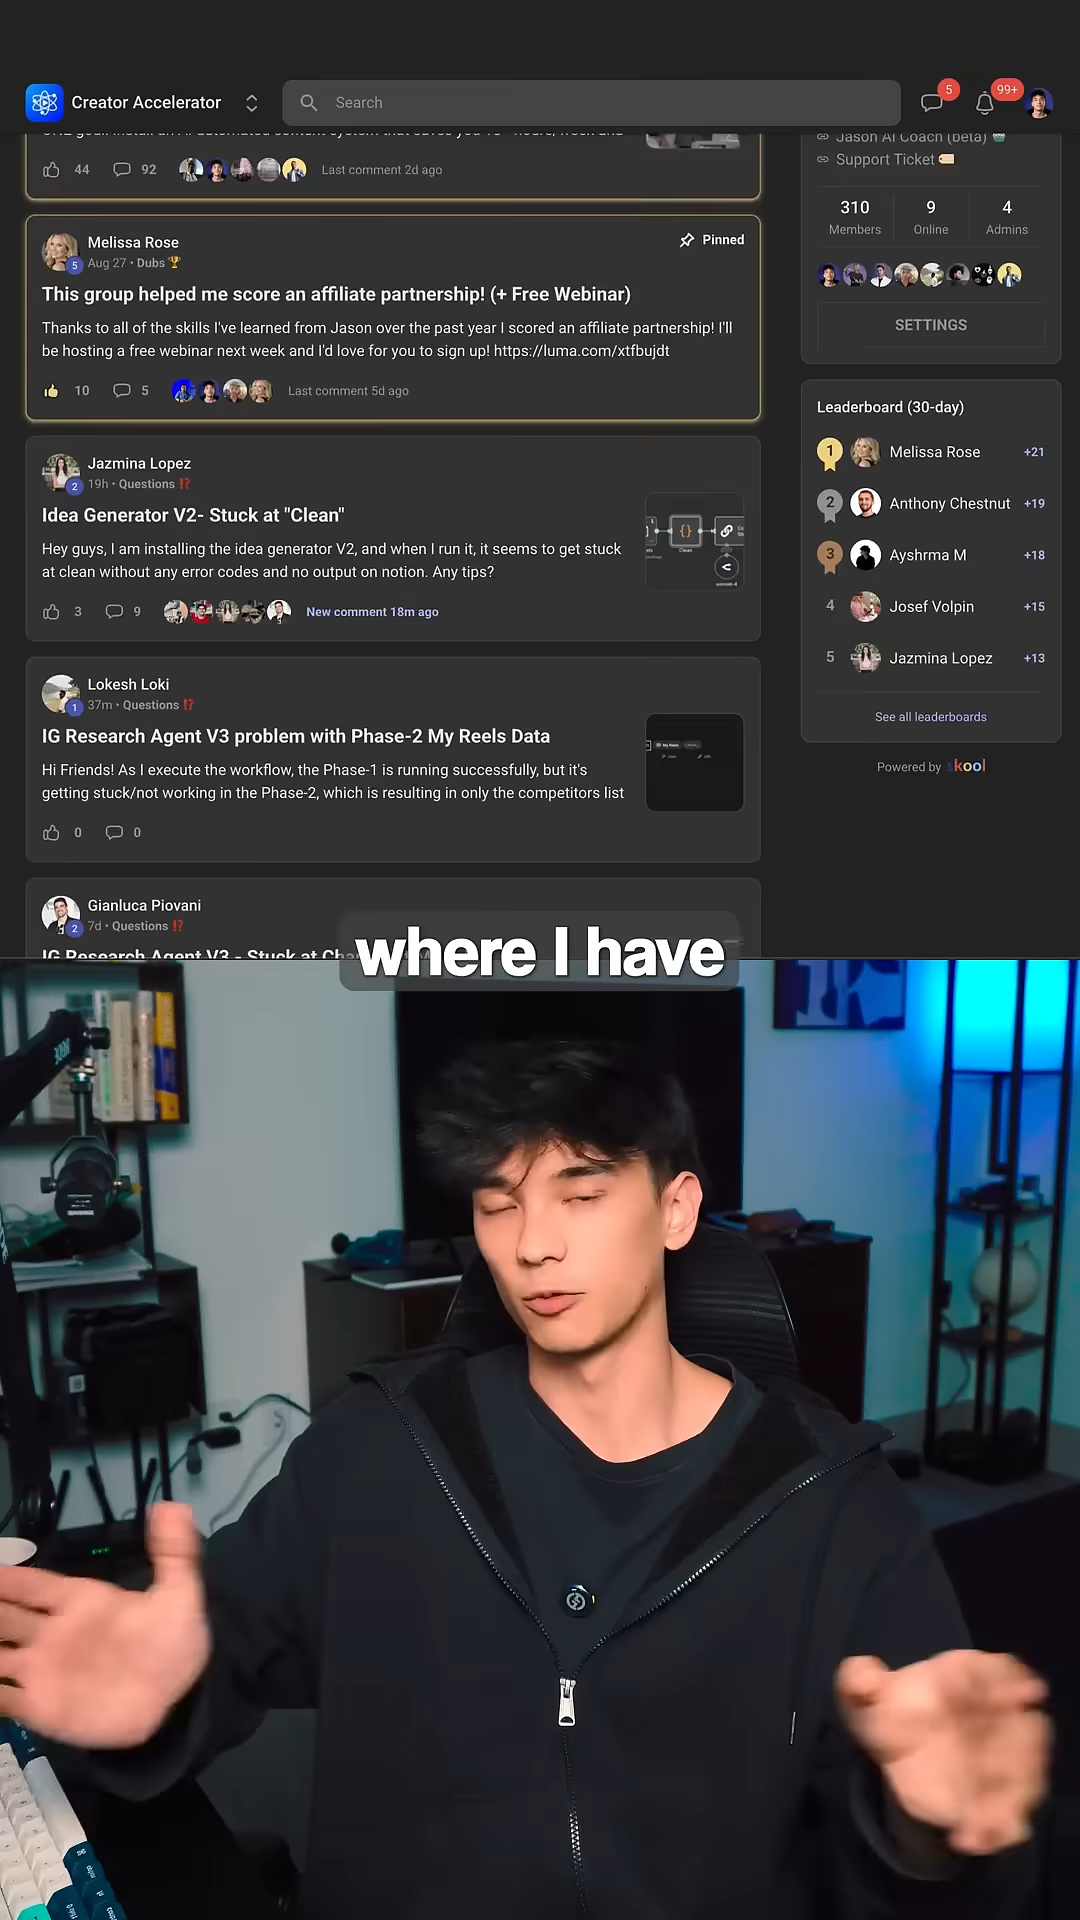 Creator Accelerator
Search
5
99+
44
92
Last comment 2d ago
Melissa Rose
5
Aug 27 • Dubs 🏆
Pinned
This group helped me score an affiliate partnership! (+ Free Webinar)
Thanks to all of the skills I've learned from Jason over the past year I scored an affiliate partnership! I'll
be hosting a free webinar next week and I'd love for you to sign up! https://luma.com/xtfbujdt
10
5
Last comment 5d ago
Jazmina Lopez
2
19h • Questions ⁉️
Idea Generator V2- Stuck at "Clean"
Hey guys, I am installing the idea generator V2, and when I run it, it seems to get stuck
at clean without any error codes and no output on notion. Any tips?
Clean
3
9
New comment 18m ago
Lokesh Loki
1
37m • Questions ⁉️
IG Research Agent V3 problem with Phase-2 My Reels Data
Hi Friends! As I execute the workflow, the Phase-1 is running successfully, but it's
getting stuck/not working in the Phase-2, which is resulting in only the competitors list
My Reels
0
0
Gianluca Piovani
2
7d • Questions ⁉️
IG Research Agent V3 - Stuck at
Jason AI Coach (beta)
Support Ticket
310
Members
9
Online
4
Admins
SETTINGS
Leaderboard (30-day)
1 Melissa Rose +21
2 Anthony Chestnut +19
3 Ayshrma M +18
4 Josef Volpin +15
5 Jazmina Lopez +13
See all leaderboards
Powered by skool
where I have